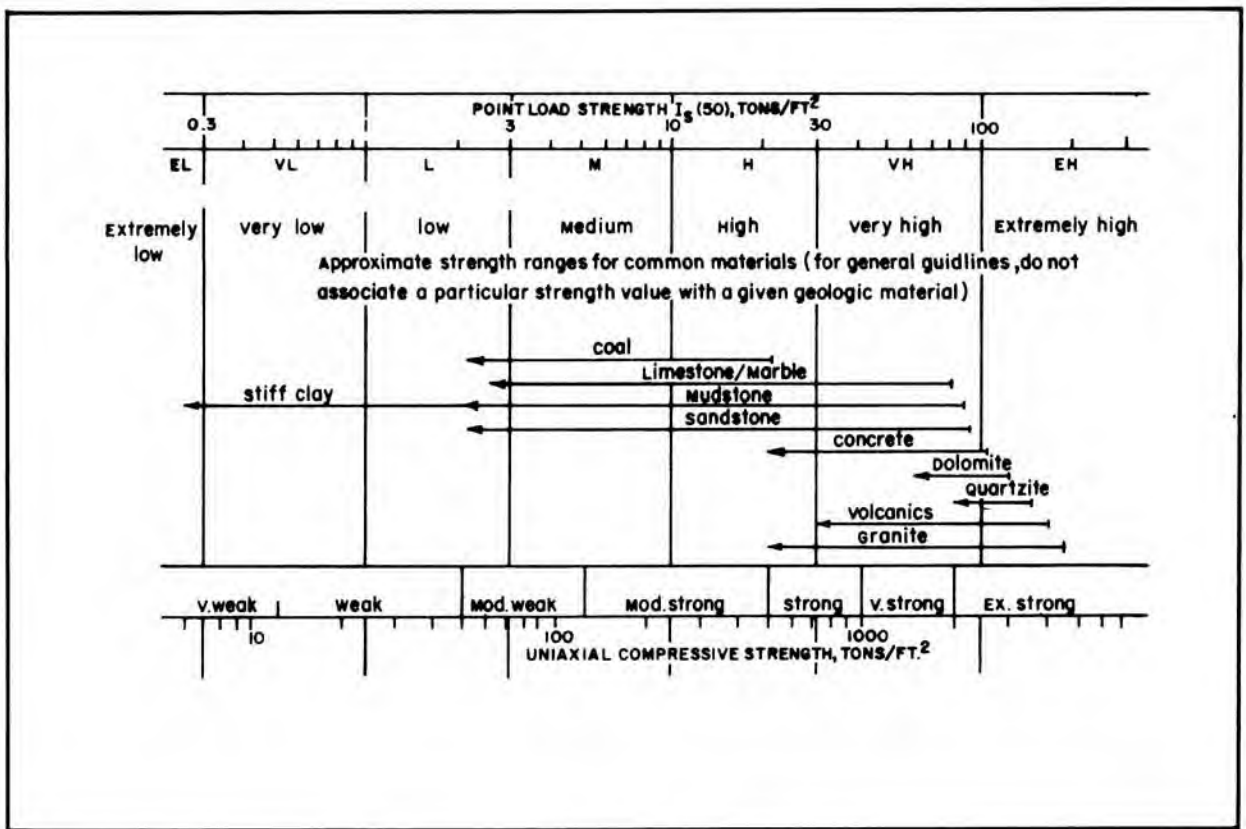 POINT LOAD STRENGTH Is (50), TONS/FT2
0.3 1 3 10 30 100
EL VL L M H VH EH
Extremely low very low low Medium High very high Extremely high
Approximate strength ranges for common materials (for general guidlines, do not
associate a particular strength value with a given geologic material)
coal
Limestone/Marble
stiff clay Mudstone
sandstone
concrete
Dolomite
Quartzite
volcanics
Granite
v.weak weak Mod.weak Mod.strong strong v.strong Ex.strong
10 100 1000
UNIAXIAL COMPRESSIVE STRENGTH, TONS/FT.2